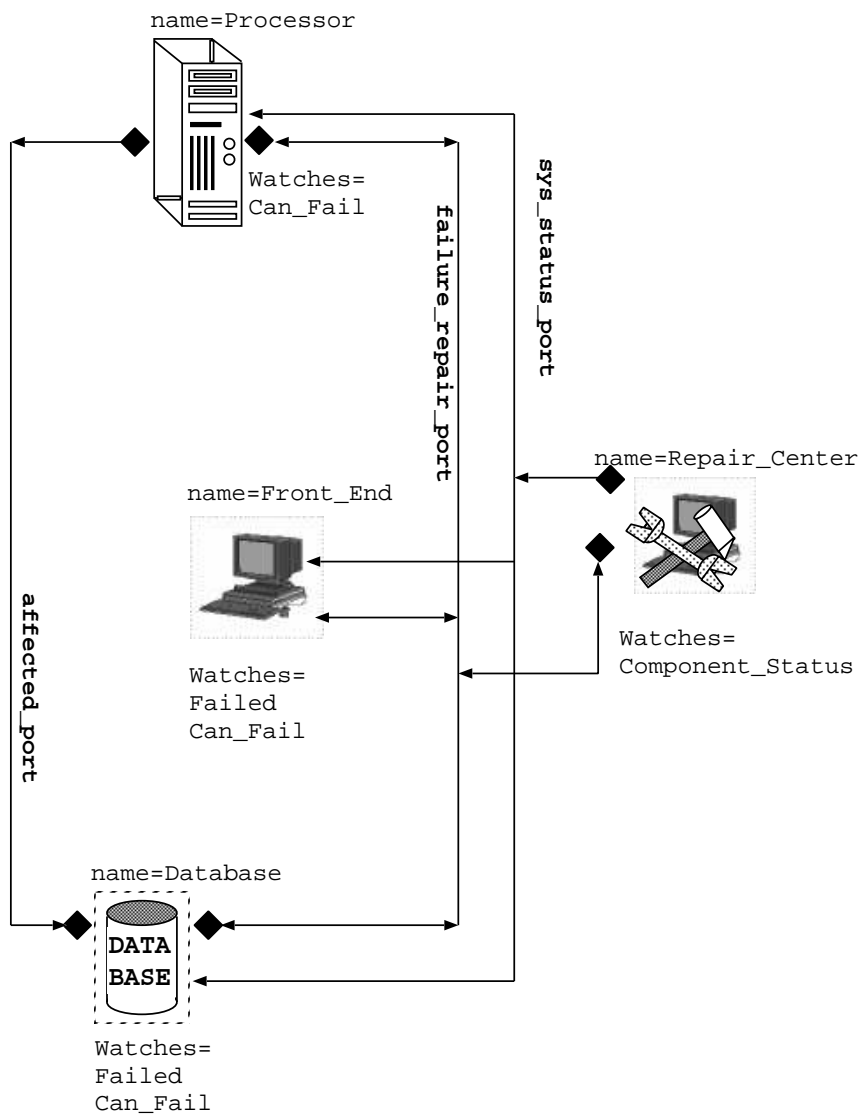 name=Processor
Watches=
Can_Fail
sys_status_port
failure_repair_port
name=Repair_Center
name=Front_End
Watches=
Component_Status
Watches=
Failed
Can_Fail
affected_port
name=Database
DATA
BASE
Watches=
Failed
Can_Fail